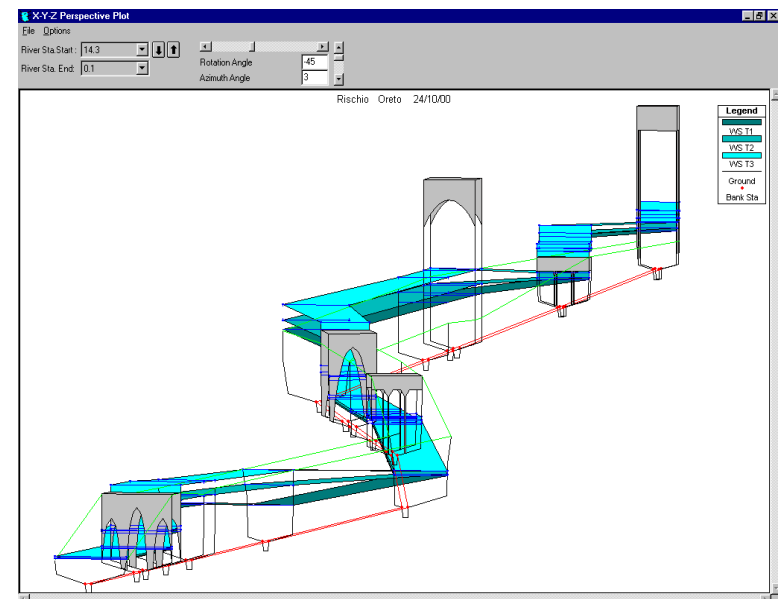 X-Y-Z Perspective Plot
File Options
River Sta.Start : 14.3
River Sta. End: 0.1
Rotation Angle -45
Azimuth Angle 3
Rischio Oreto 24/10/00
Legend
WS T1
WS T2
WS T3
Ground
Bank Sta